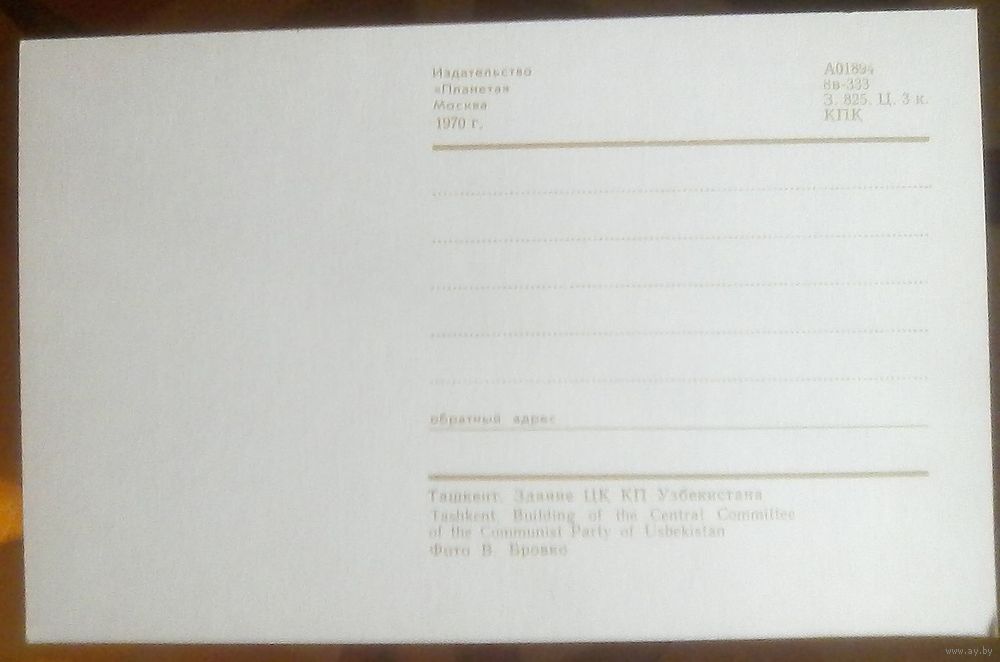 Издательство
«Планета»
Москва
1970 г.
А01894
8в-333
З. 825. Ц. 3 к.
КПК
обратный адрес
Ташкент. Здание ЦК КП Узбекистана
Tashkent. Building of the Central Committee
of the Communist Party of Usbekistan
Фото В. Бровко
www.ay.by